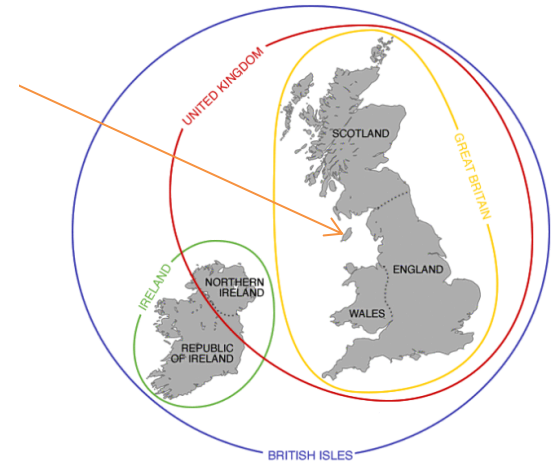 UNITED KINGDOM
SCOTLAND
GREAT BRITAIN
IRELAND
NORTHERN
IRELAND
ENGLAND
WALES
REPUBLIC
OF IRELAND
BRITISH ISLES